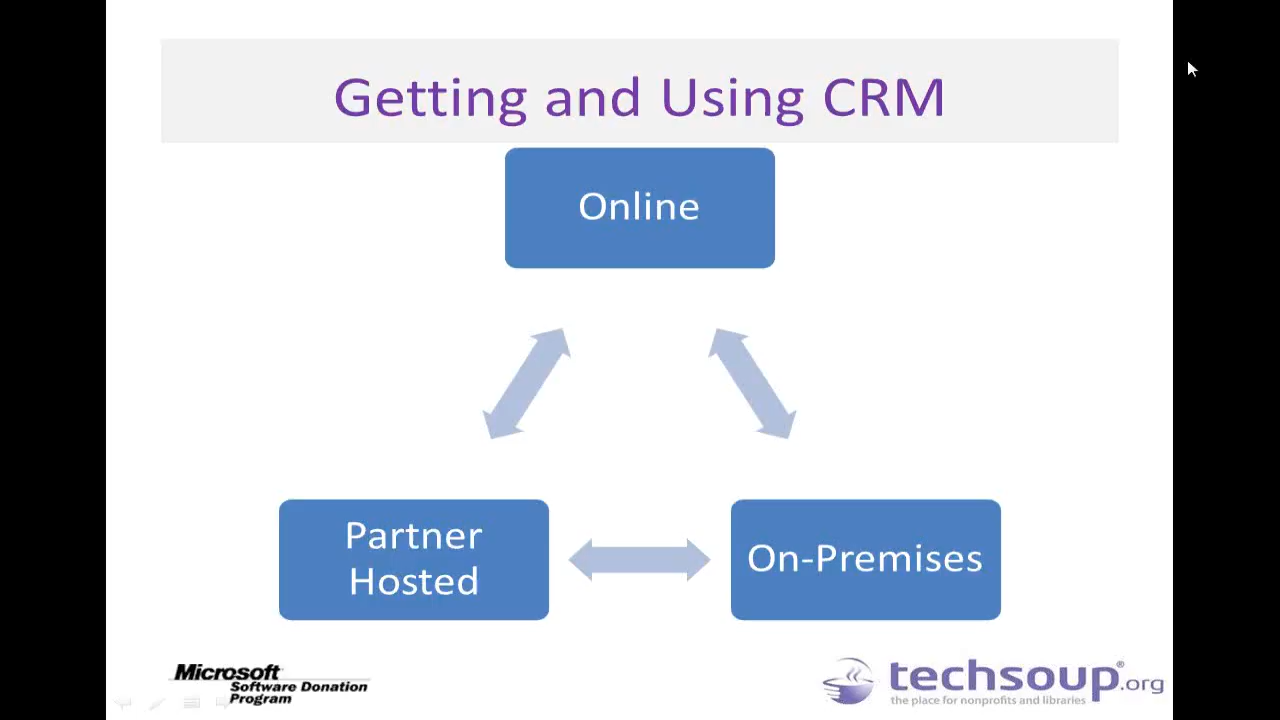 Getting and Using CRM
Online
Partner
Hosted
On-Premises
Microsoft
Software Donation
Program
techsoup®.org
the place for nonprofits and libraries